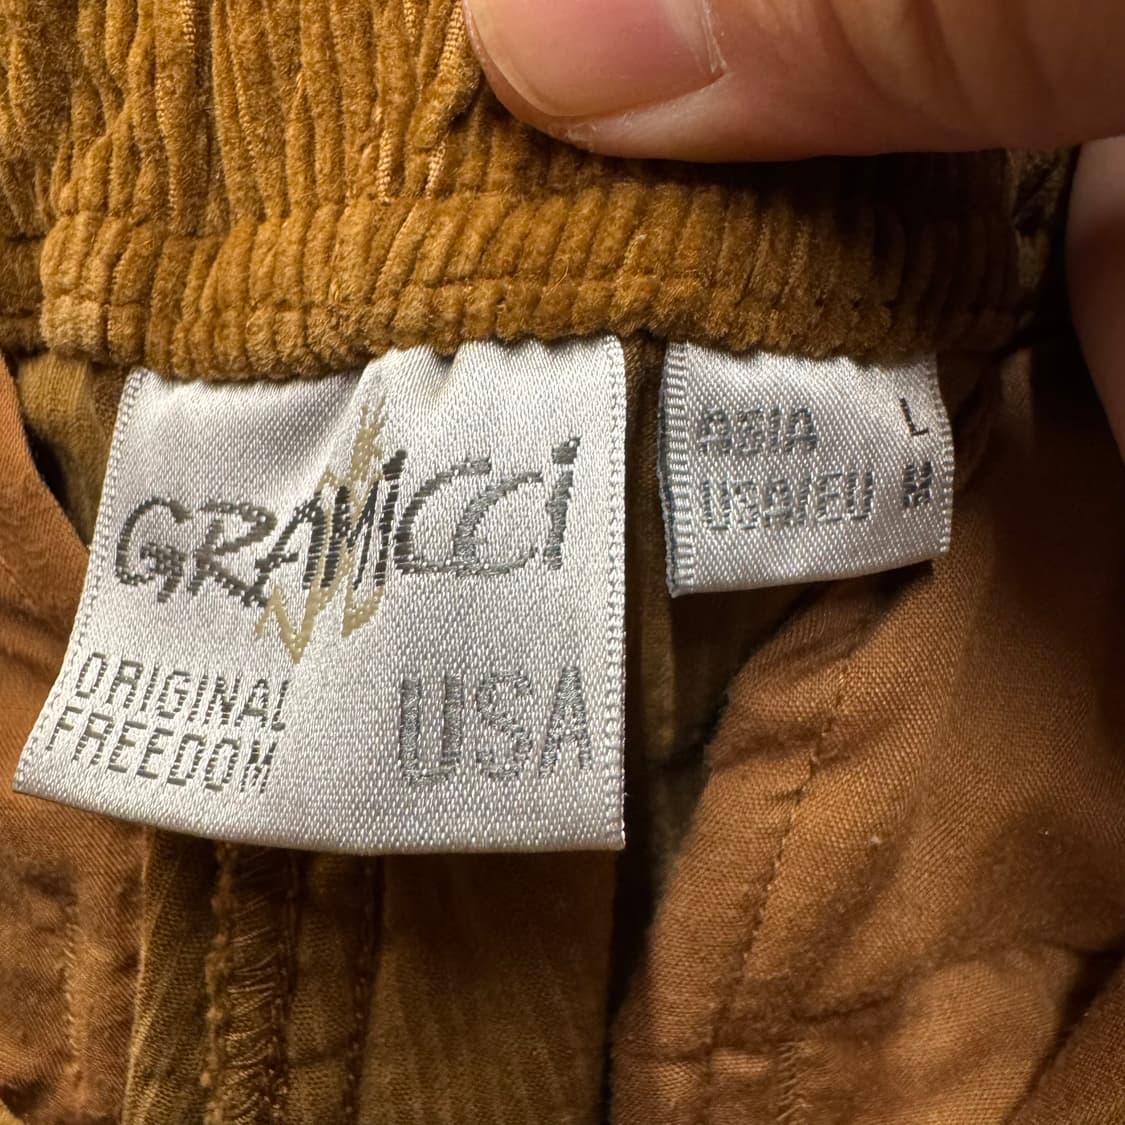 GRAMICCI
ORIGINAL
FREEDOM
USA
ASIA L
USA/EU M